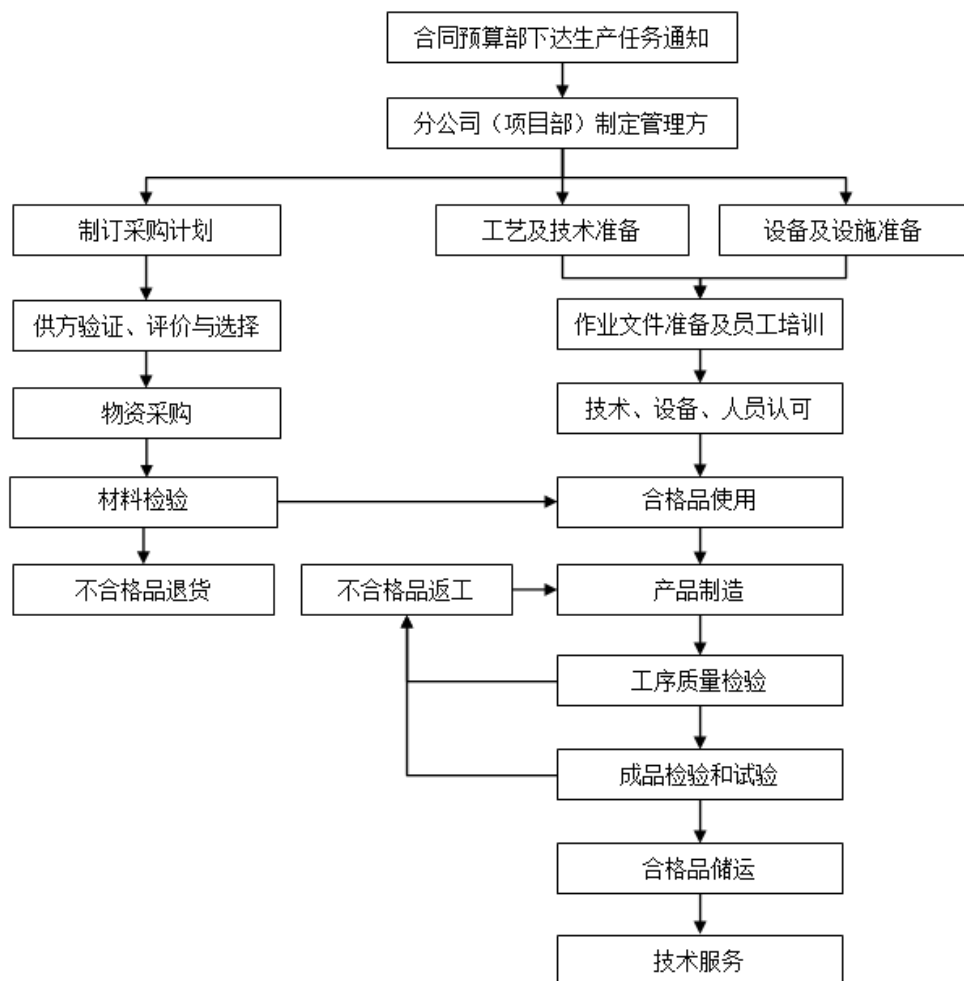 合同预算部下达生产任务通知
分公司（项目部）制定管理方
制订采购计划
工艺及技术准备
设备及设施准备
供方验证、评价与选择
作业文件准备及员工培训
物资采购
技术、设备、人员认可
材料检验
合格品使用
不合格品退货
不合格品返工
产品制造
工序质量检验
成品检验和试验
合格品储运
技术服务